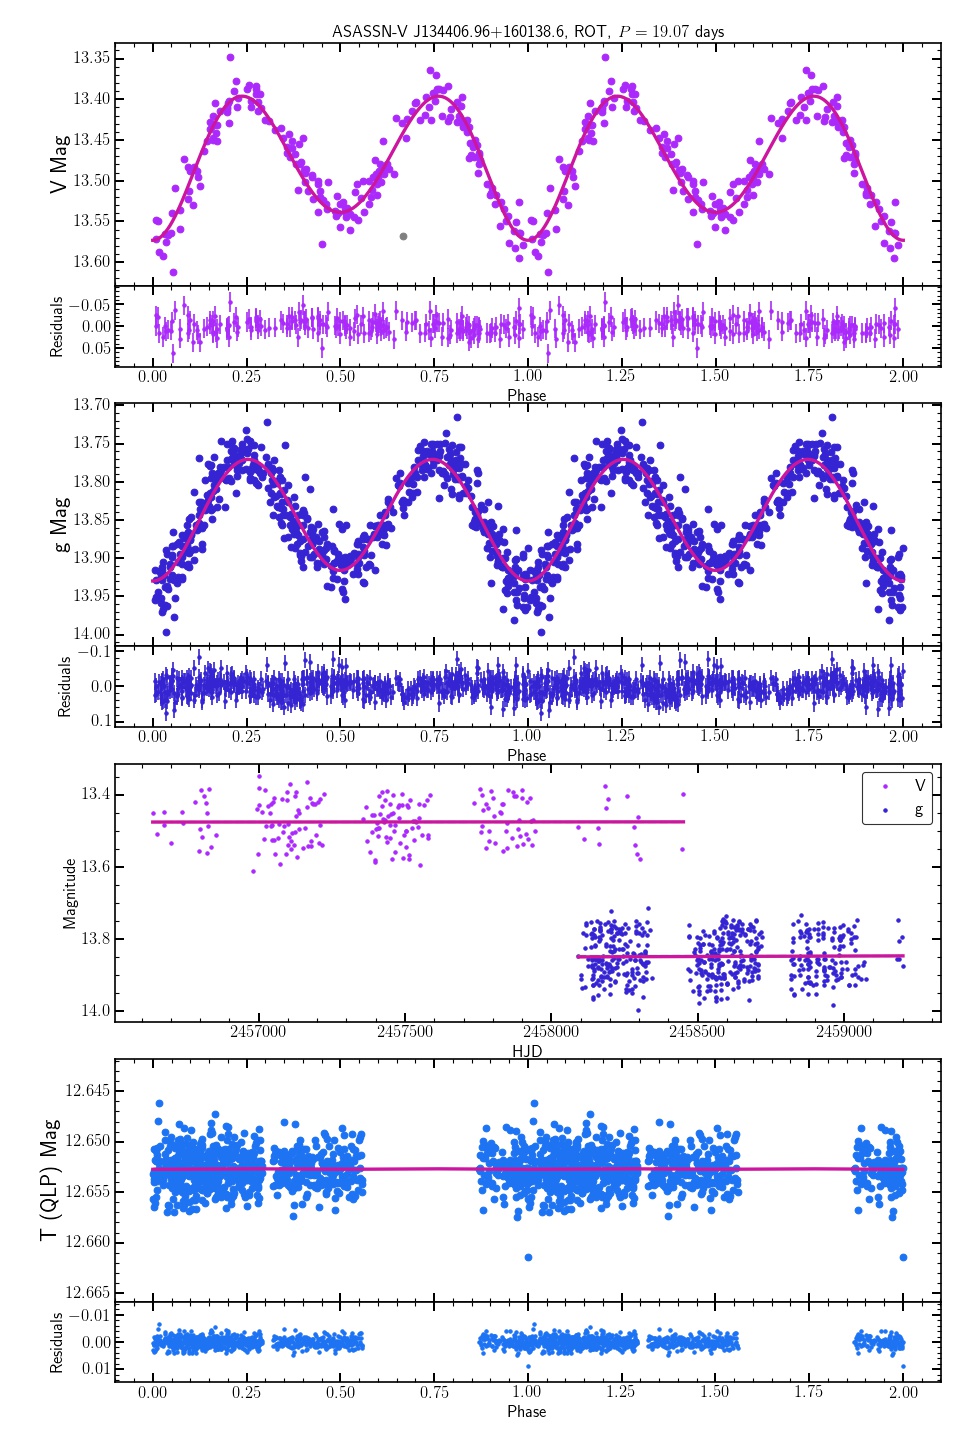 ASASSN-V J134406.96+160138.6, ROT, P = 19.07 days
13.35
13.40
13.45
13.50
13.55
13.60
V Mag
−0.05
0.00
0.05
Residuals
0.00 0.25 0.50 0.75 1.00 1.25 1.50 1.75 2.00
Phase
13.70
13.75
13.80
13.85
13.90
13.95
14.00
g Mag
−0.1
0.0
0.1
Residuals
0.00 0.25 0.50 0.75 1.00 1.25 1.50 1.75 2.00
Phase
13.4
13.6
13.8
14.0
Magnitude
V
g
2457000 2457500 2458000 2458500 2459000
HJD
12.645
12.650
12.655
12.660
12.665
T (QLP) Mag
−0.01
0.00
0.01
Residuals
0.00 0.25 0.50 0.75 1.00 1.25 1.50 1.75 2.00
Phase